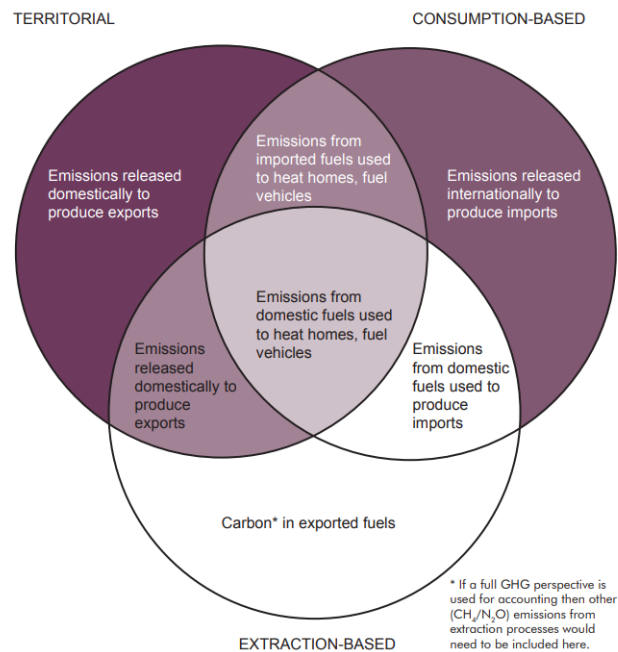 TERRITORIAL
CONSUMPTION-BASED
Emissions from
imported fuels used
to heat homes, fuel
vehicles
Emissions released
domestically to
produce exports
Emissions released
internationally to
produce imports
Emissions from
domestic fuels used
to heat homes, fuel
vehicles
Emissions
released
domestically to
produce
exports
Emissions
from domestic
fuels used to
produce
imports
Carbon* in exported fuels
* If a full GHG perspective is
used for accounting then other
(CH₄/N₂O) emissions from
extraction processes would
need to be included here.
EXTRACTION-BASED